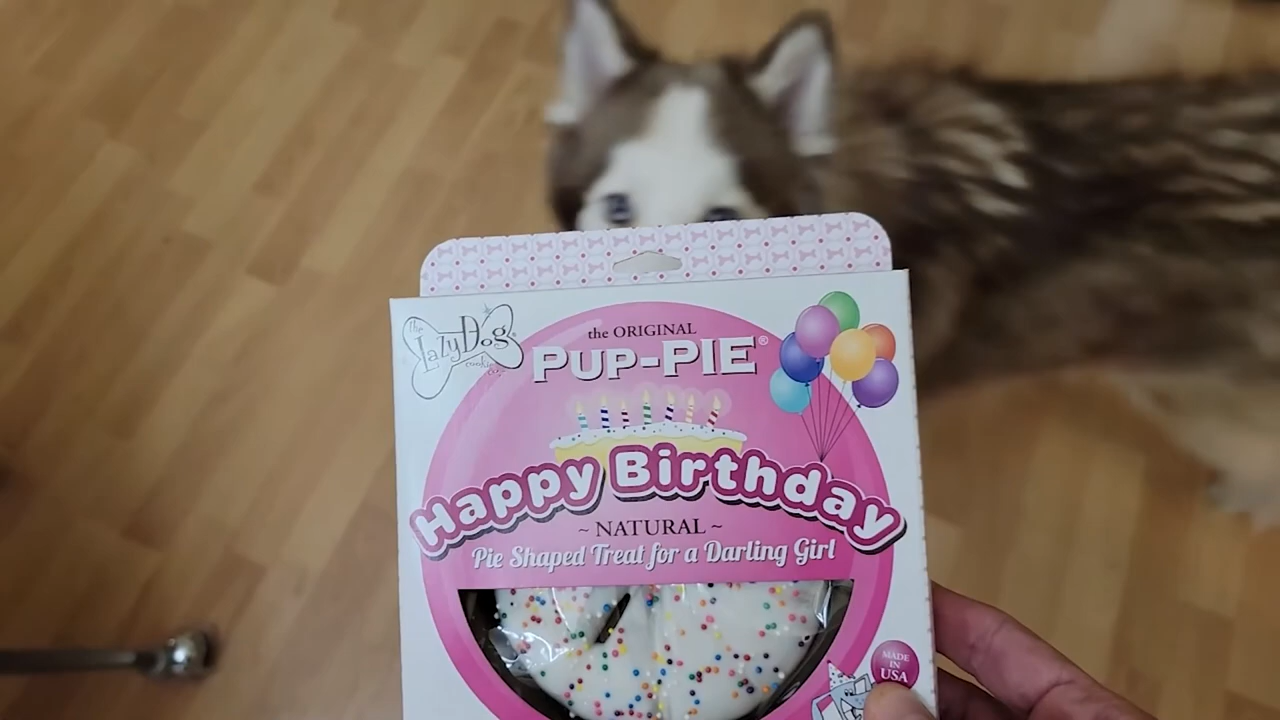 the
LazyDog
cookie
co.
the ORIGINAL
PUP-PIE®
Happy Birthday
~ NATURAL ~
Pie Shaped Treat for a Darling Girl
MADE
IN
USA